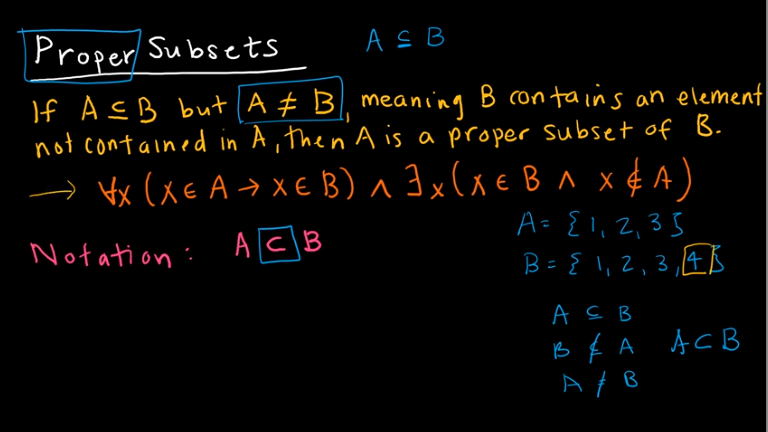 Proper Subsets
A ⊆ B
If A ⊆ B but A ≠ B, meaning B contains an element
not contained in A, then A is a proper subset of B.
→ ∀x (x ∈ A → x ∈ B) ∧ ∃x (x ∈ B ∧ x ∉ A)
Notation: A ⊂ B
A = {1, 2, 3}
B = {1, 2, 3, 4}
A ⊆ B
B ⊄ A A ⊂ B
A ≠ B